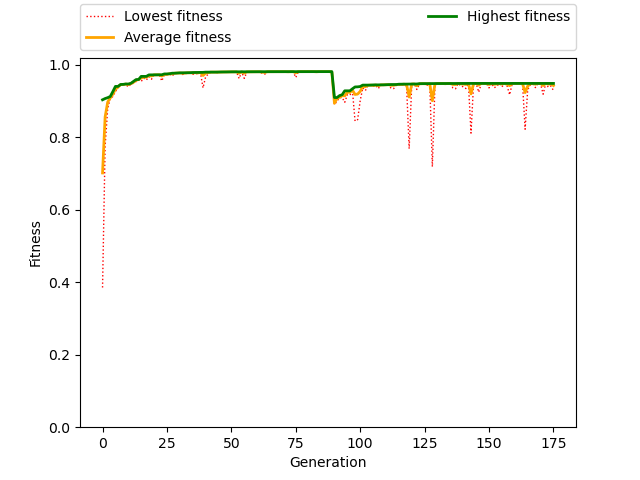 Lowest fitness
Average fitness
Highest fitness
1.0
0.8
0.6
0.4
0.2
0.0
Fitness
0 25 50 75 100 125 150 175
Generation